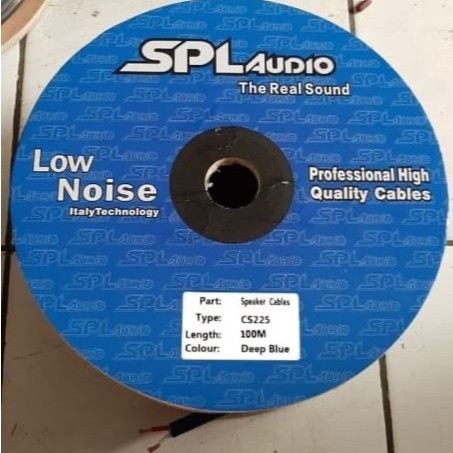 SPL AUDIO
The Real Sound
Low
Noise
ItalyTechnology
Professional High
Quality Cables
Part: Speaker Cables
Type: CS225
Length: 100M
Colour: Deep Blue